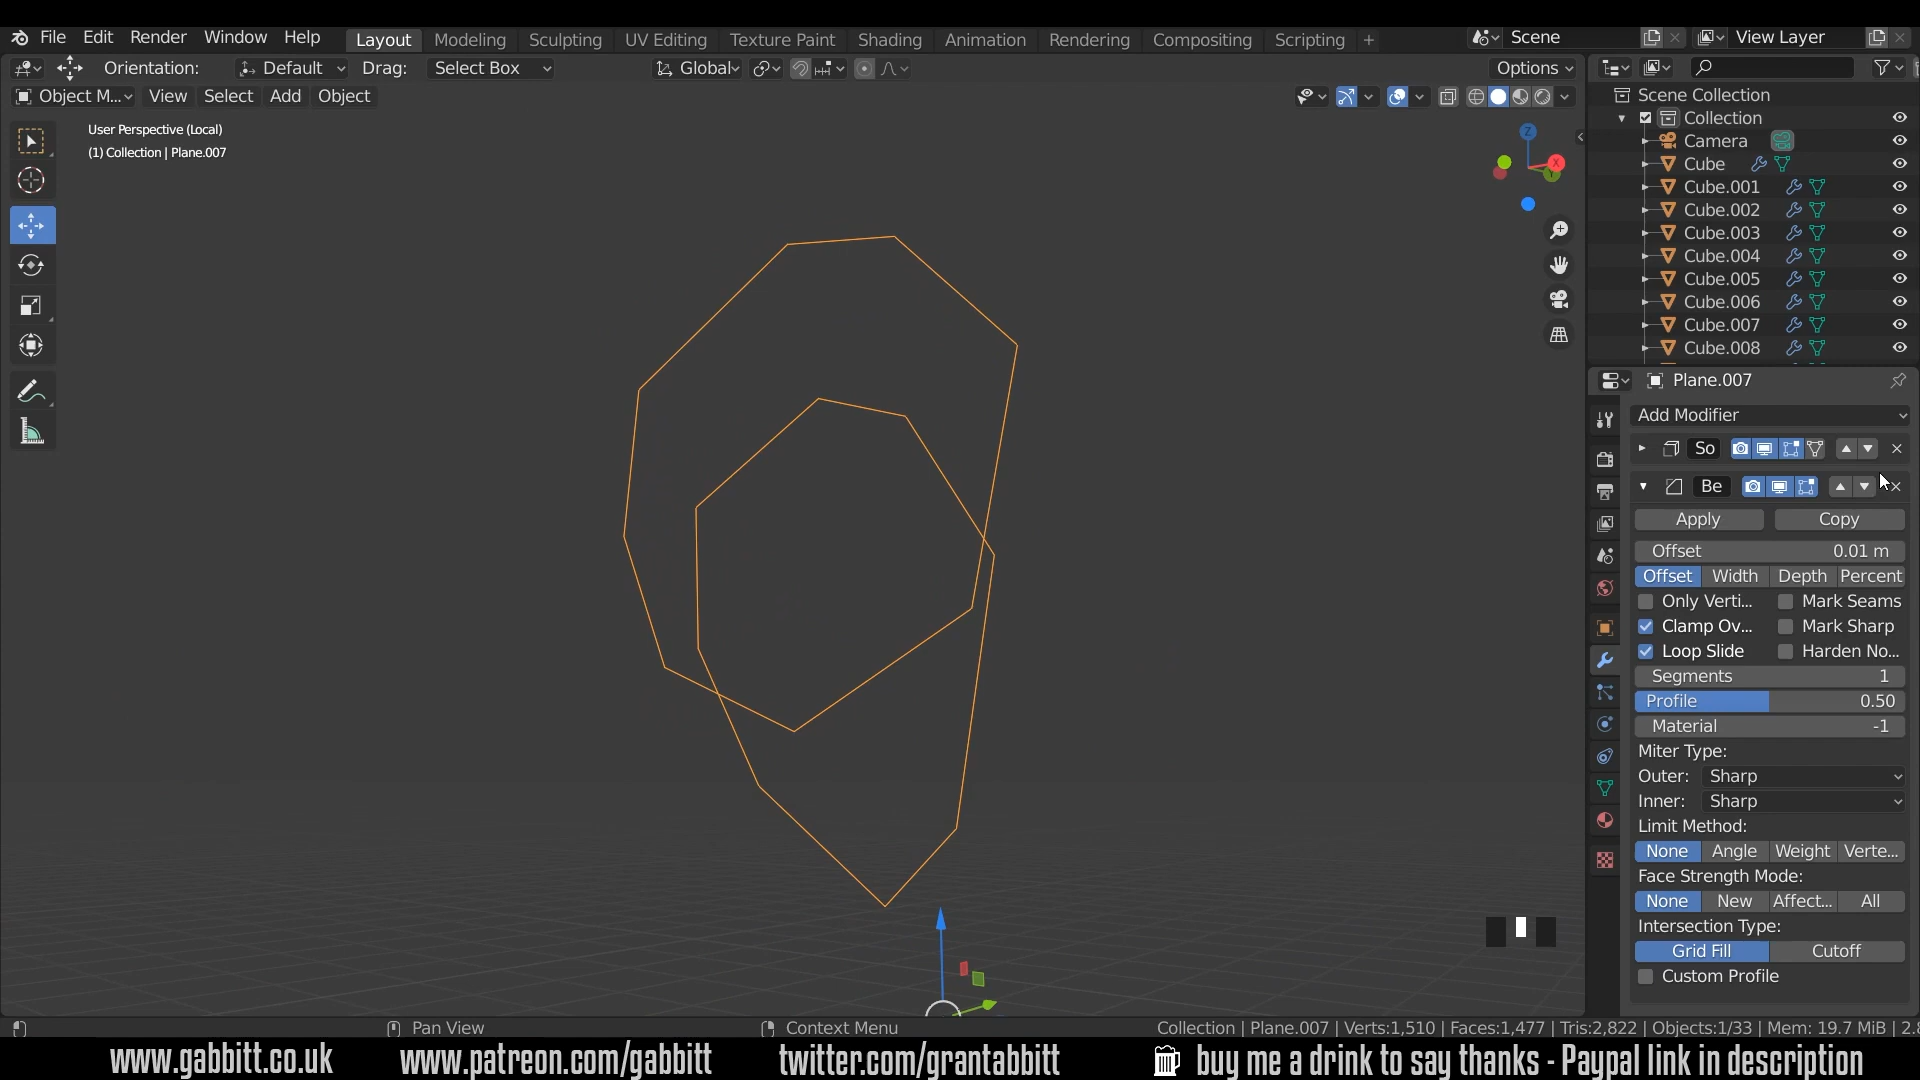 File Edit Render Window Help Layout Modeling Sculpting UV Editing Texture Paint Shading Animation Rendering Compositing Scripting + Scene View Layer
Orientation: Default Drag: Select Box Global Options
Object M... View Select Add Object
User Perspective (Local)
(1) Collection | Plane.007
Z
X
Y
Scene Collection
Collection
Camera
Cube
Cube.001
Cube.002
Cube.003
Cube.004
Cube.005
Cube.006
Cube.007
Cube.008
Plane.007
Add Modifier
So
Be
Apply Copy
Offset 0.01 m
Offset Width Depth Percent
Only Verti... Mark Seams
Clamp Ov... Mark Sharp
Loop Slide Harden No...
Segments 1
Profile 0.50
Material -1
Miter Type:
Outer: Sharp
Inner: Sharp
Limit Method:
None Angle Weight Verte...
Face Strength Mode:
None New Affect... All
Intersection Type:
Grid Fill Cutoff
Custom Profile
Pan View Context Menu Collection | Plane.007 | Verts:1,510 | Faces:1,477 | Tris:2,822 | Objects:1/33 | Mem: 19.7 MiB | 2.8
www.gabbitt.co.uk www.patreon.com/gabbitt twitter.com/grantabbitt buy me a drink to say thanks - Paypal link in description